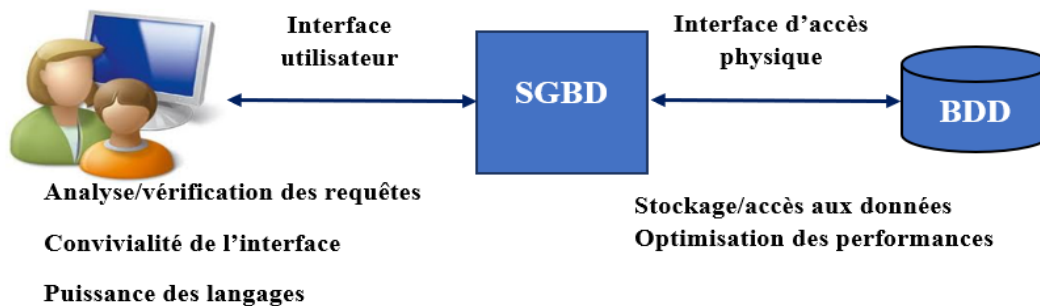 Interface
utilisateur
Interface d’accès
physique
SGBD
BDD
Analyse/vérification des requêtes
Convivialité de l’interface
Puissance des langages
Stockage/accès aux données
Optimisation des performances